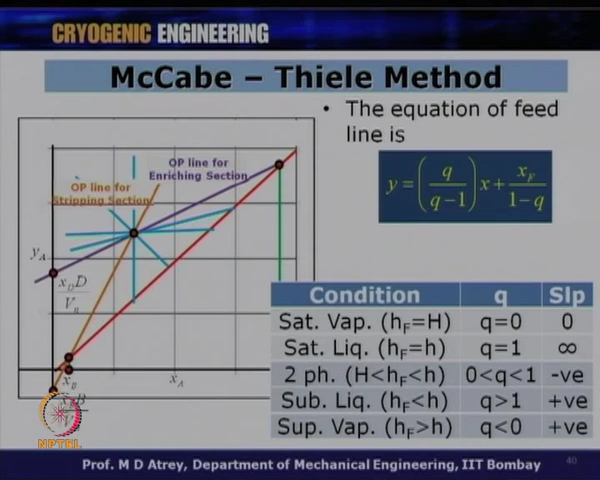 CRYOGENIC ENGINEERING
McCabe – Thiele Method
• The equation of feed
line is
y = (q / (q−1)) x + x_F / (1−q)
OP line for
Enriching Section
OP line for
Stripping Section
y_A
x_D D
V_n
x_B
x_A
Condition q Slp
Sat. Vap. (h_F=H) q=0 0
Sat. Liq. (h_F=h) q=1 ∞
2 ph. (H<h_F<h) 0<q<1 -ve
Sub. Liq. (h_F<h) q>1 +ve
Sup. Vap. (h_F>h) q<0 +ve
NPTEL
Prof. M D Atrey, Department of Mechanical Engineering, IIT Bombay
40